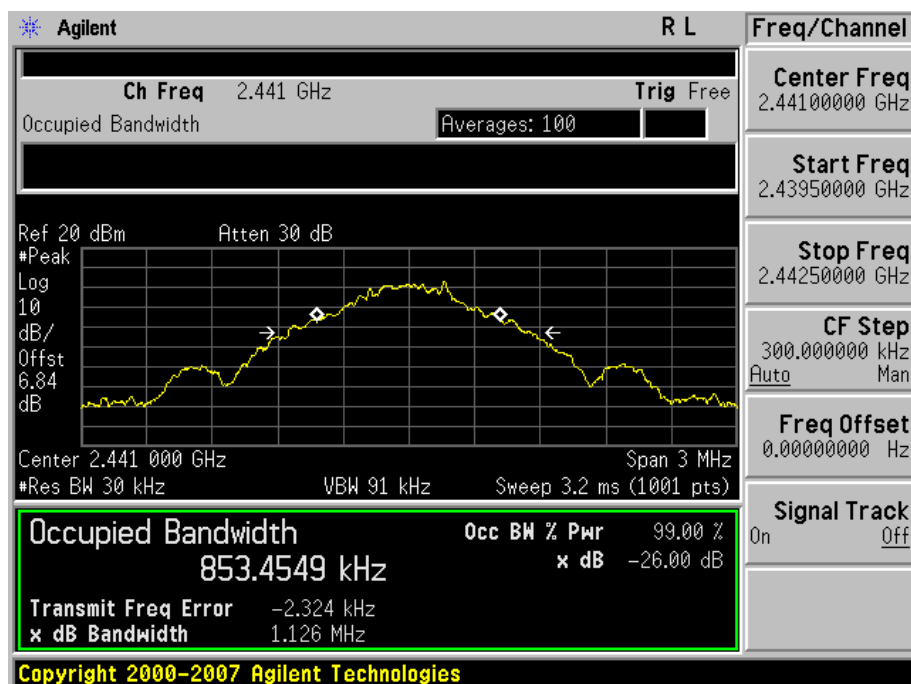 Agilent
R L
Freq/Channel
Ch Freq 2.441 GHz
Trig Free
Occupied Bandwidth
Averages: 100
Center Freq
2.44100000 GHz
Start Freq
2.43950000 GHz
Stop Freq
2.44250000 GHz
CF Step
300.000000 kHz
Auto Man
Freq Offset
0.00000000 Hz
Signal Track
On Off
Ref 20 dBm
Atten 30 dB
#Peak
Log
10
dB/
Offst
6.84
dB
Center 2.441 000 GHz
Span 3 MHz
#Res BW 30 kHz
VBW 91 kHz
Sweep 3.2 ms (1001 pts)
Occupied Bandwidth
853.4549 kHz
Occ BW % Pwr 99.00 %
x dB -26.00 dB
Transmit Freq Error -2.324 kHz
x dB Bandwidth 1.126 MHz
Copyright 2000-2007 Agilent Technologies